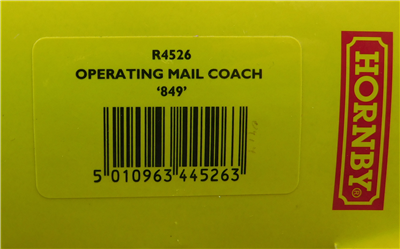 R4526
OPERATING MAIL COACH
'849'
5 010963 445263
HORNBY®